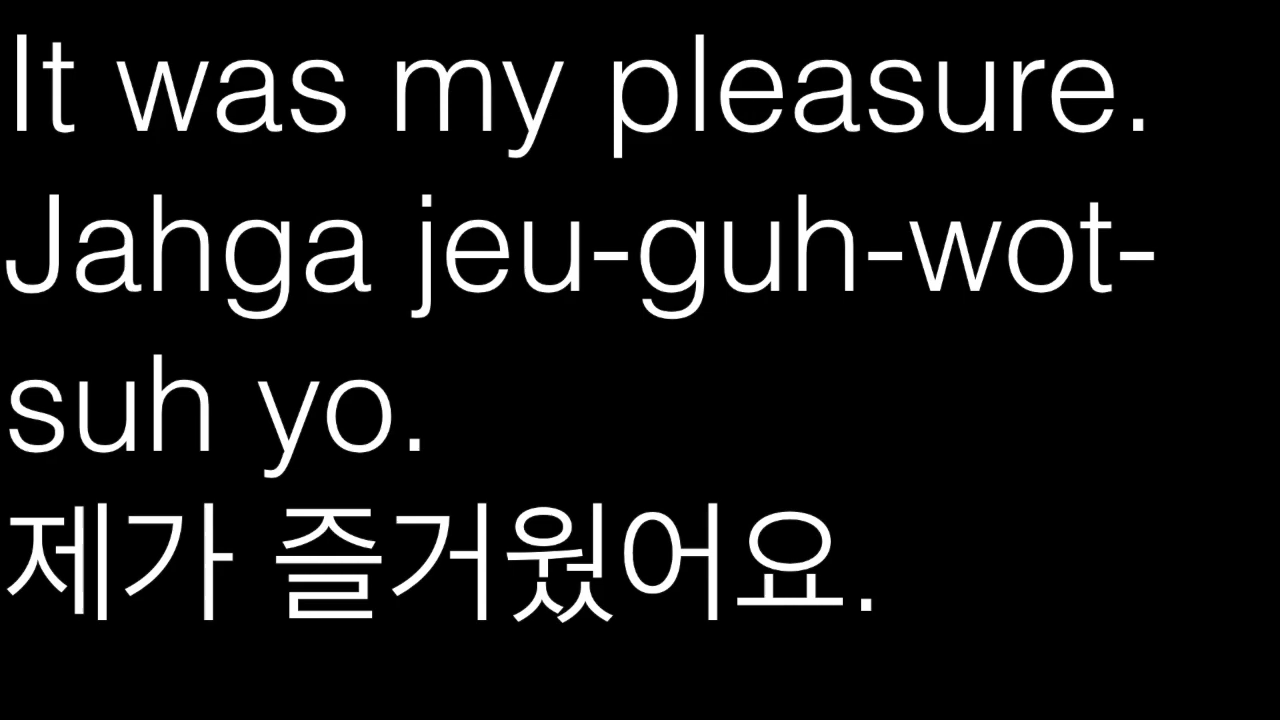 It was my pleasure.
Jahga jeu-guh-wot-
suh yo.
제가 즐거웠어요.